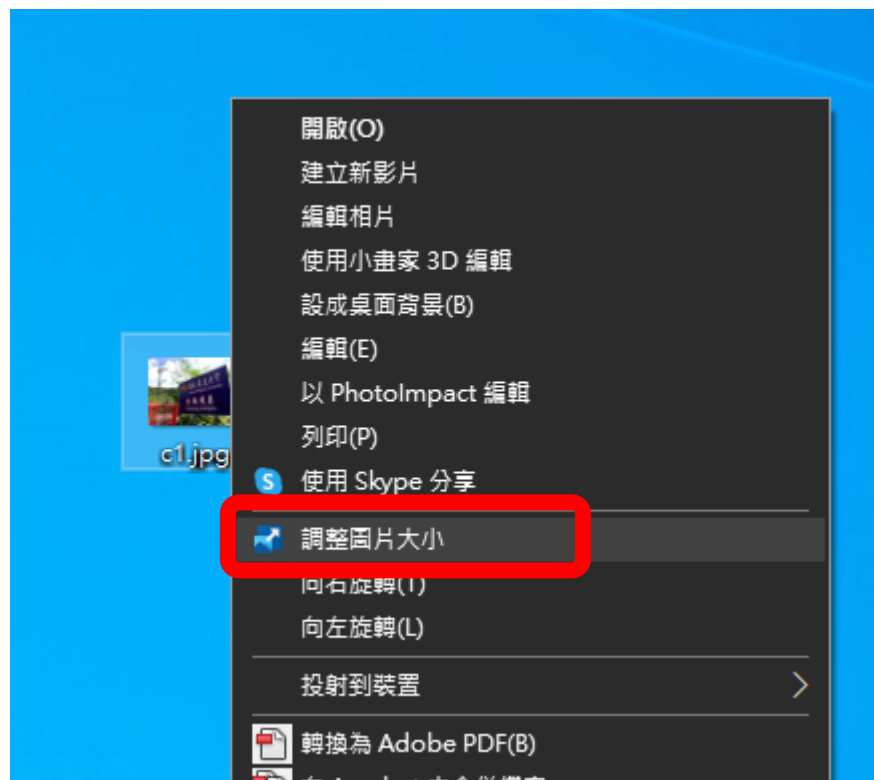 開啟(O)
建立新影片
編輯相片
使用小畫家 3D 編輯
設成桌面背景(B)
編輯(E)
以 PhotoImpact 編輯
列印(P)
c1.jpg
使用 Skype 分享
調整圖片大小
向右旋轉(T)
向左旋轉(L)
投射到裝置
轉換為 Adobe PDF(B)